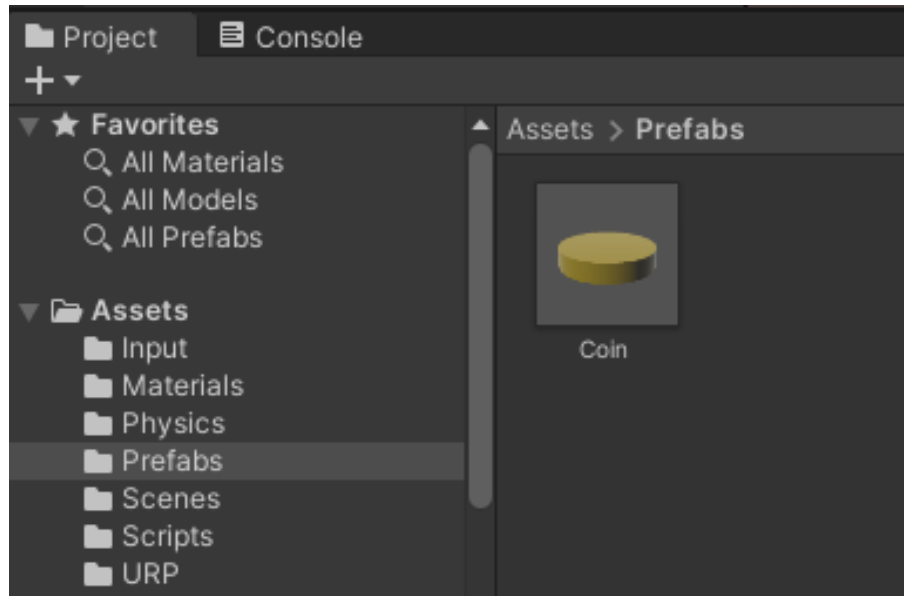 Project Console
Favorites
All Materials
All Models
All Prefabs
Assets
Input
Materials
Physics
Prefabs
Scenes
Scripts
URP
Assets > Prefabs
Coin